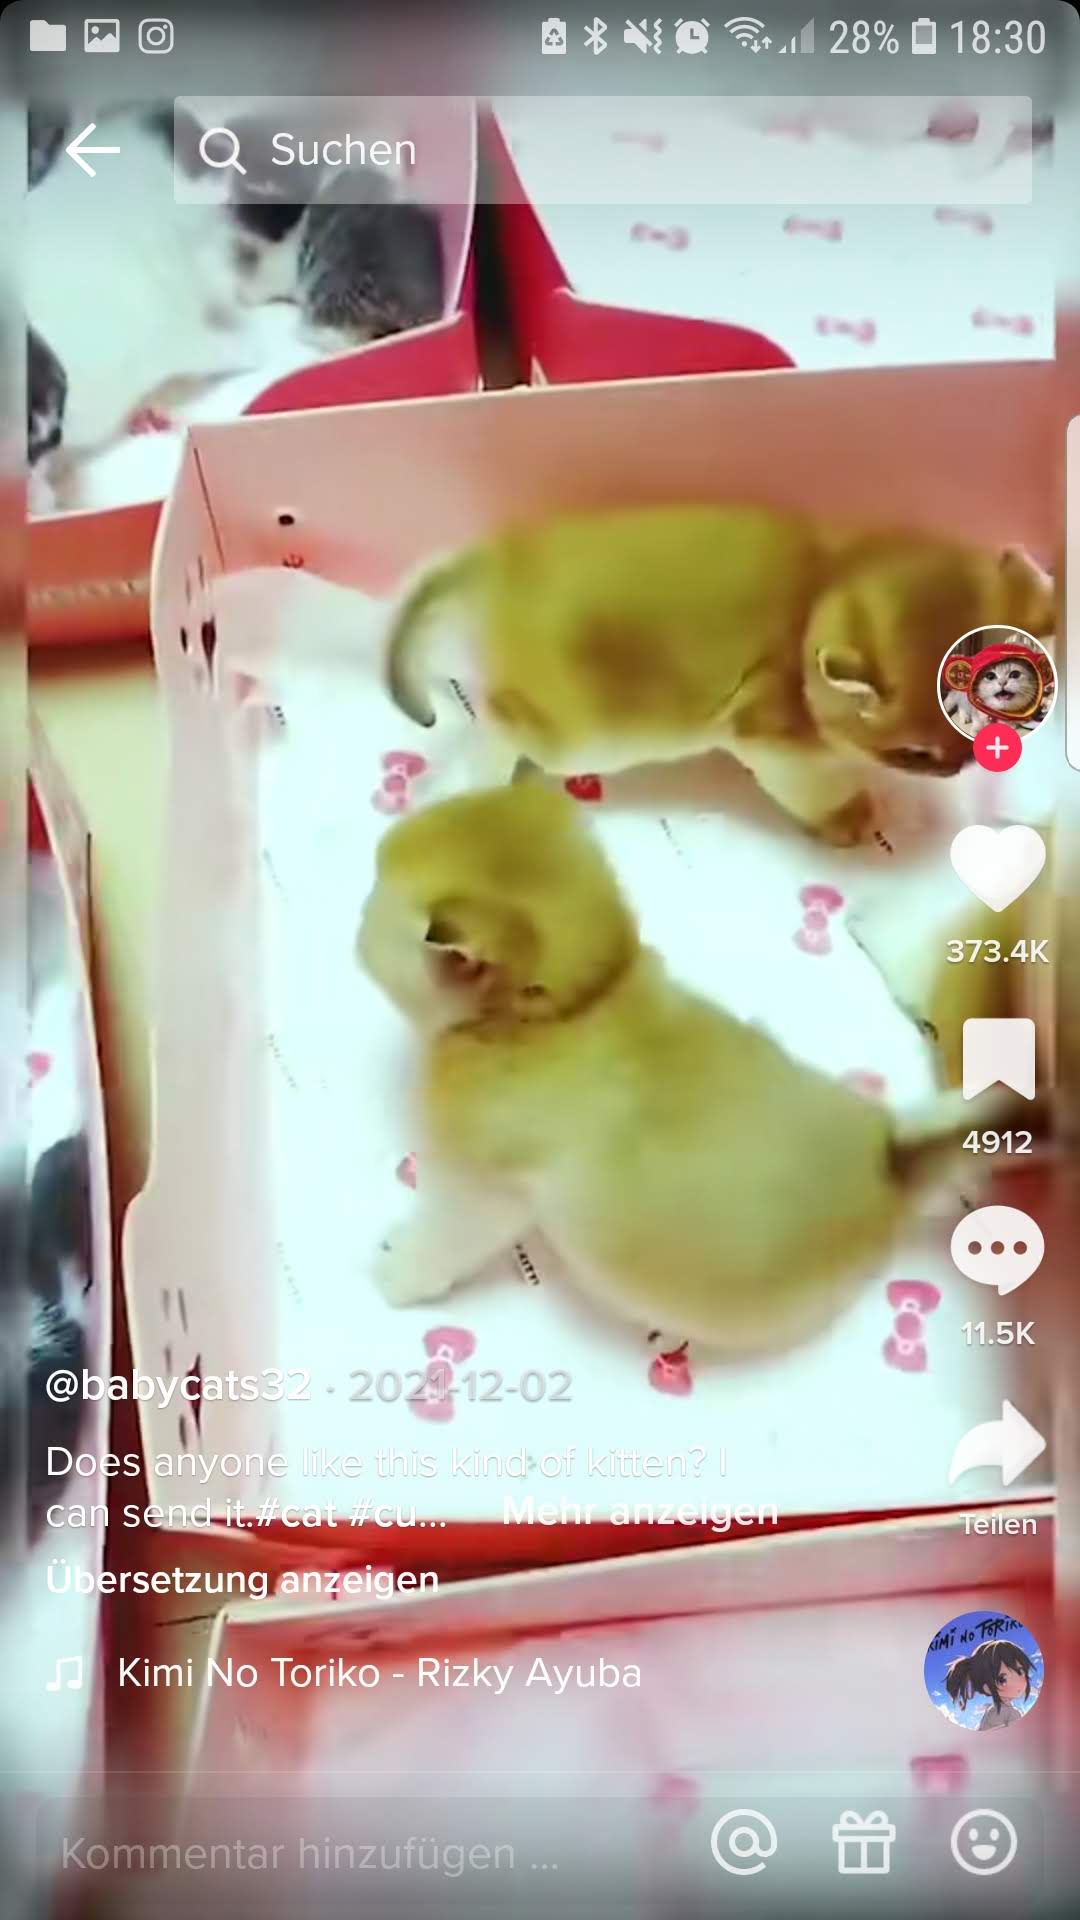 28% 18:30
Suchen
373.4K
4912
11.5K
@babycats32 · 2021-12-02
Does anyone like this kind of kitten? I
can send it.#cat #cu... Mehr anzeigen
Teilen
Übersetzung anzeigen
KIMI NO TORIKO
Kimi No Toriko - Rizky Ayuba
Kommentar hinzufügen ...